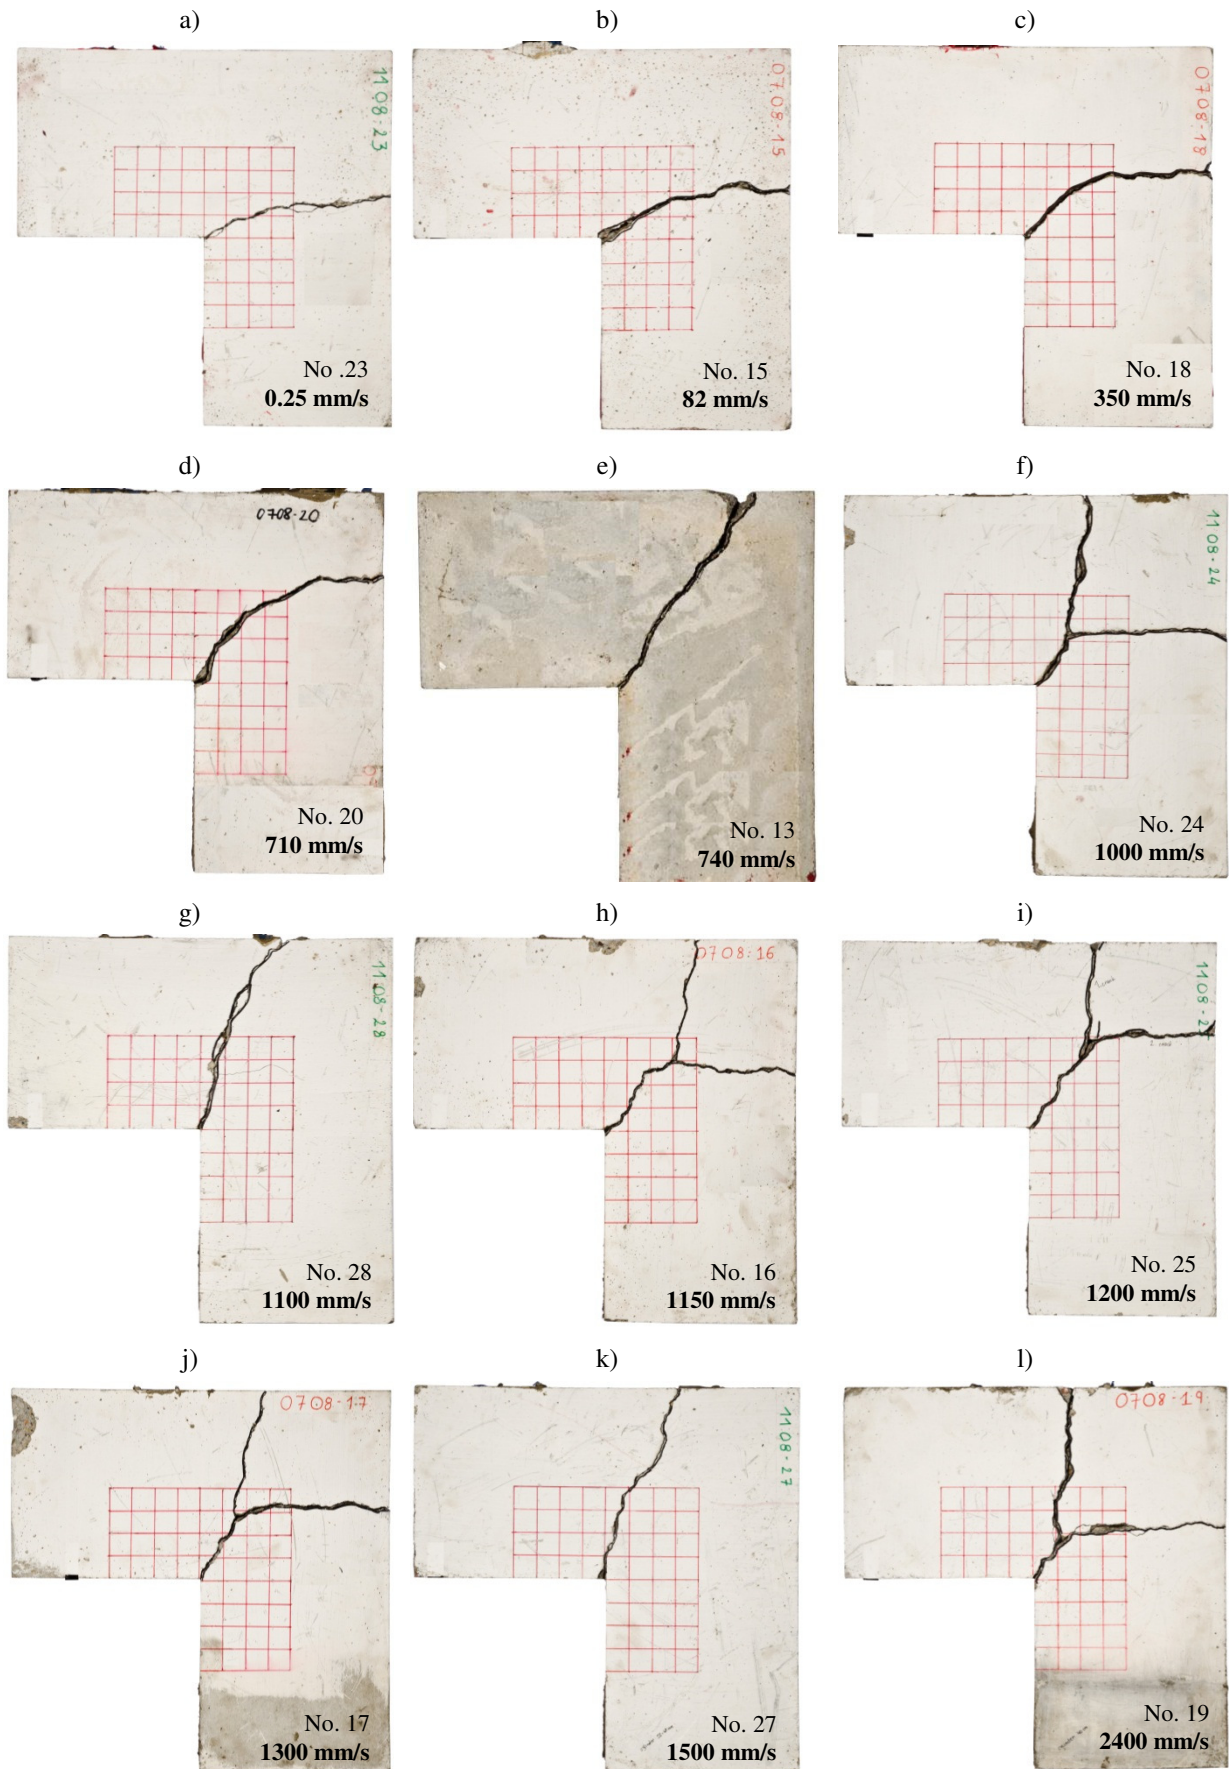 a)
b)
c)
1108-23
0708-15
0708-18
No .23
0.25 mm/s
No. 15
82 mm/s
No. 18
350 mm/s
d)
e)
f)
0708-20
1108-24
No. 20
710 mm/s
No. 13
740 mm/s
No. 24
1000 mm/s
g)
h)
i)
1108-28
0708-16
1108-2
No. 28
1100 mm/s
No. 16
1150 mm/s
No. 25
1200 mm/s
j)
k)
l)
0708-17
1108-27
0708-19
No. 17
1300 mm/s
No. 27
1500 mm/s
No. 19
2400 mm/s